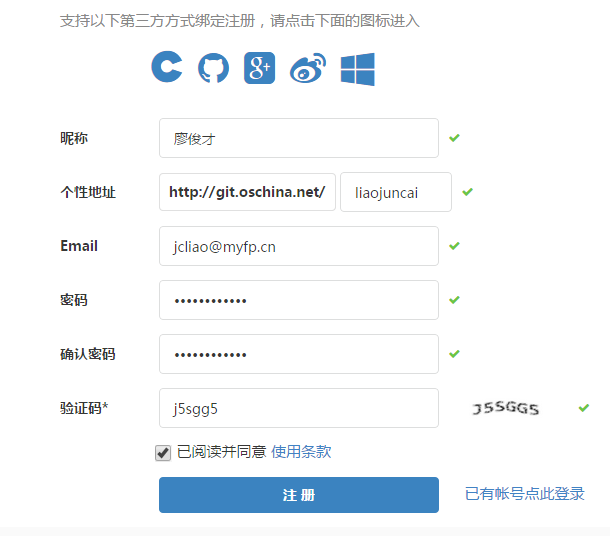 支持以下第三方方式绑定注册，请点击下面的图标进入
昵称 廖俊才
个性地址 http://git.oschina.net/ liaojuncai
Email jcliao@myfp.cn
密码 ••••••••••••
确认密码 ••••••••••••
验证码* j5sgg5 J5SGG5
已阅读并同意 使用条款
注 册 已有帐号点此登录